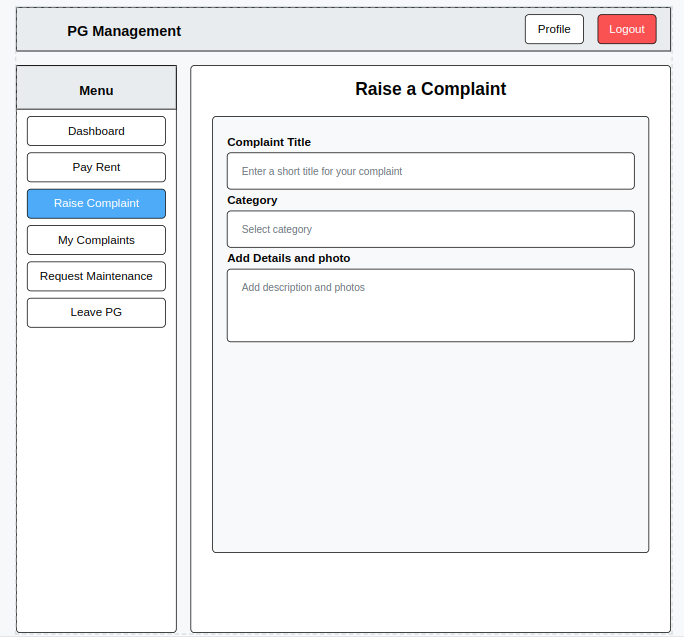 PG Management
Profile
Logout
Menu
Dashboard
Pay Rent
Raise Complaint
My Complaints
Request Maintenance
Leave PG
Raise a Complaint
Complaint Title
Enter a short title for your complaint
Category
Select category
Add Details and photo
Add description and photos